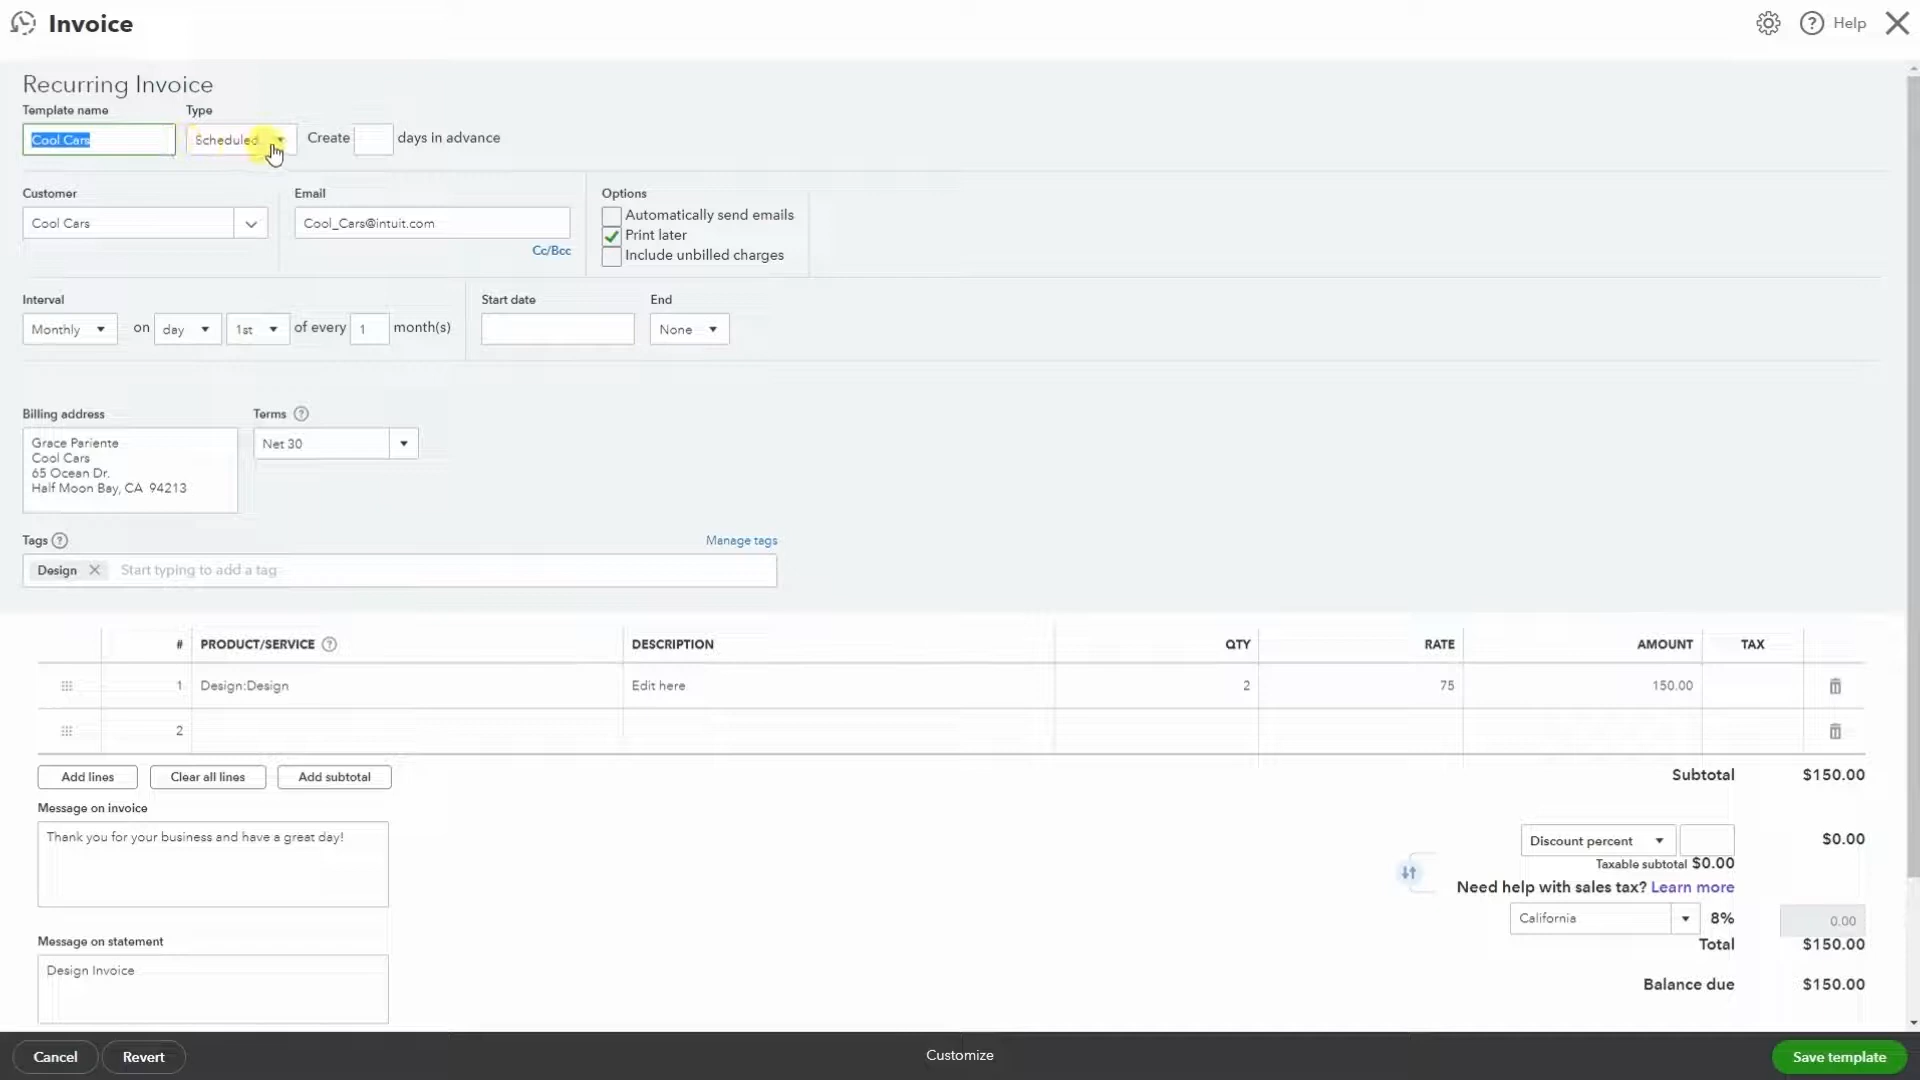 Invoice
Help
Recurring Invoice
Template name Type
Cool Cars Scheduled Create days in advance
Customer Email Options
Cool Cars Cool_Cars@intuit.com Automatically send emails
Print later
Cc/Bcc Include unbilled charges
Interval Start date End
Monthly on day 1st of every 1 month(s) None
Billing address Terms
Grace Pariente
Cool Cars
65 Ocean Dr.
Half Moon Bay, CA 94213
Net 30
Tags Manage tags
Design Start typing to add a tag
# PRODUCT/SERVICE DESCRIPTION QTY RATE AMOUNT TAX
1 Design:Design Edit here 2 75 150.00
2
Add lines Clear all lines Add subtotal Subtotal $150.00
Message on invoice
Thank you for your business and have a great day!
Discount percent $0.00
Taxable subtotal $0.00
Need help with sales tax? Learn more
California 8% 0.00
Total $150.00
Message on statement
Design Invoice
Balance due $150.00
Cancel Revert Customize Save template